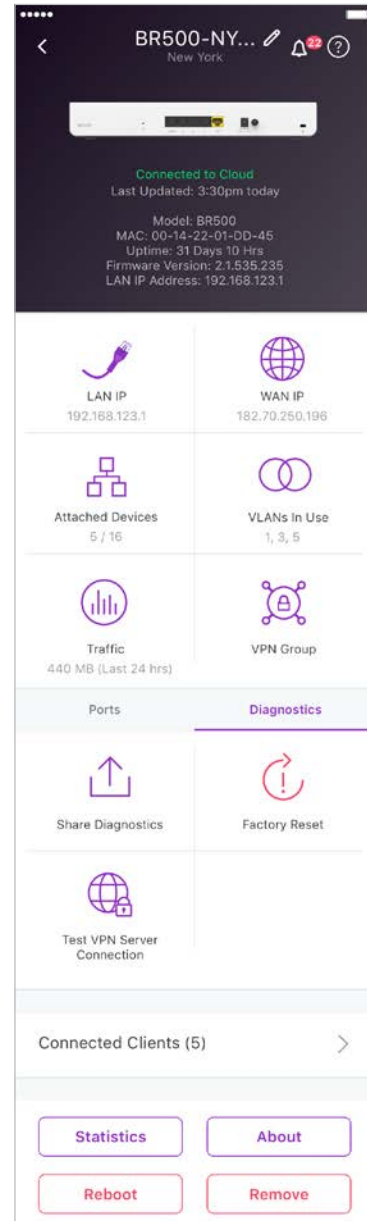 BR500-NY...
22
?
New York
Connected to Cloud
Last Updated: 3:30pm today
Model: BR500
MAC: 00-14-22-01-DD-45
Uptime: 31 Days 10 Hrs
Firmware Version: 2.1.535.235
LAN IP Address: 192.168.123.1
LAN IP
WAN IP
192.168.123.1
182.70.250.196
Attached Devices
VLANs In Use
5 / 16
1, 3, 5
Traffic
VPN Group
440 MB (Last 24 hrs)
Ports
Diagnostics
Share Diagnostics
Factory Reset
Test VPN Server
Connection
Connected Clients (5)
Statistics
About
Reboot
Remove